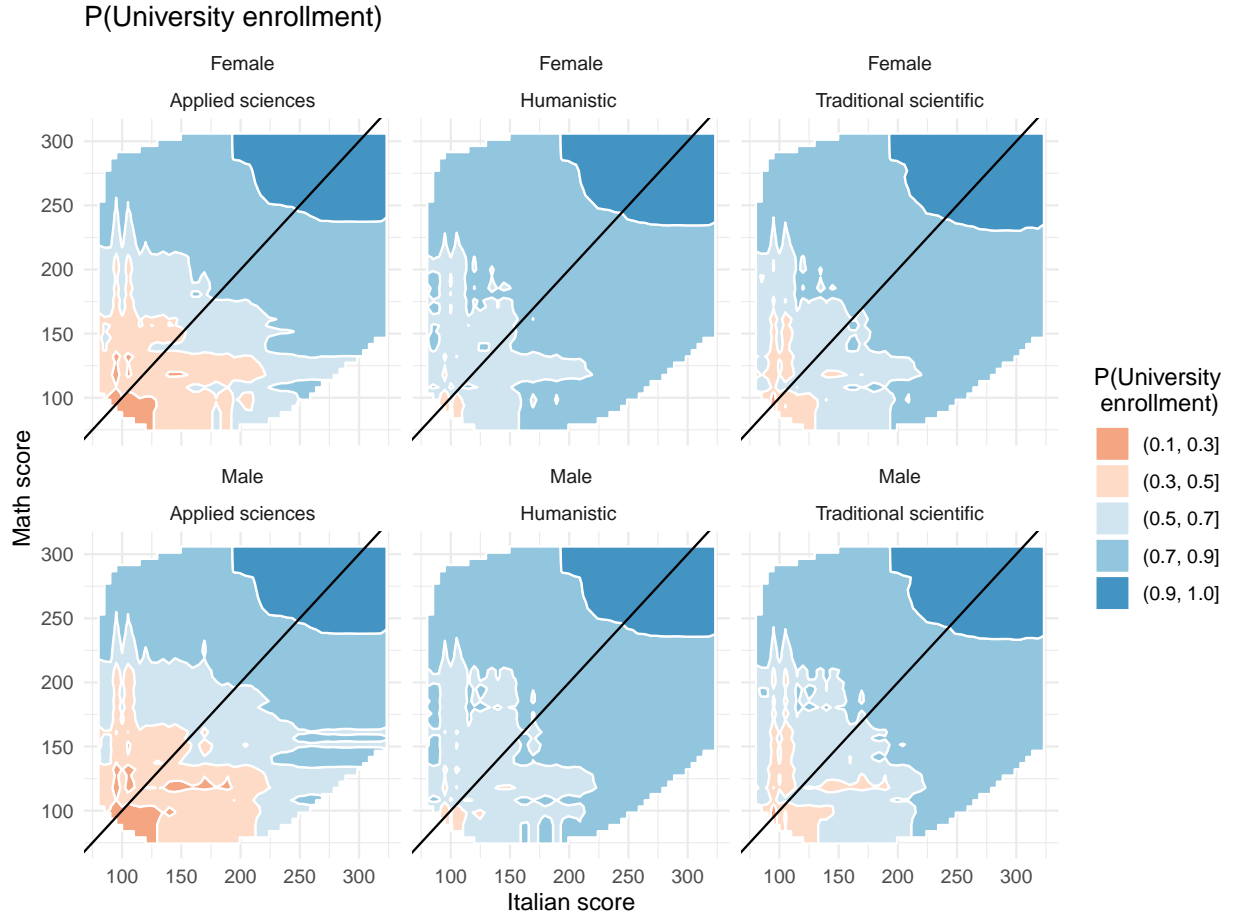 P(University enrollment)
Female
Female
Female
Applied sciences
Humanistic
Traditional scientific
300
250
200
150
100
Male
Male
Male
Applied sciences
Humanistic
Traditional scientific
300
250
200
150
100
100 150 200 250 300
100 150 200 250 300
100 150 200 250 300
Italian score
Math score
P(University
enrollment)
(0.1, 0.3]
(0.3, 0.5]
(0.5, 0.7]
(0.7, 0.9]
(0.9, 1.0]